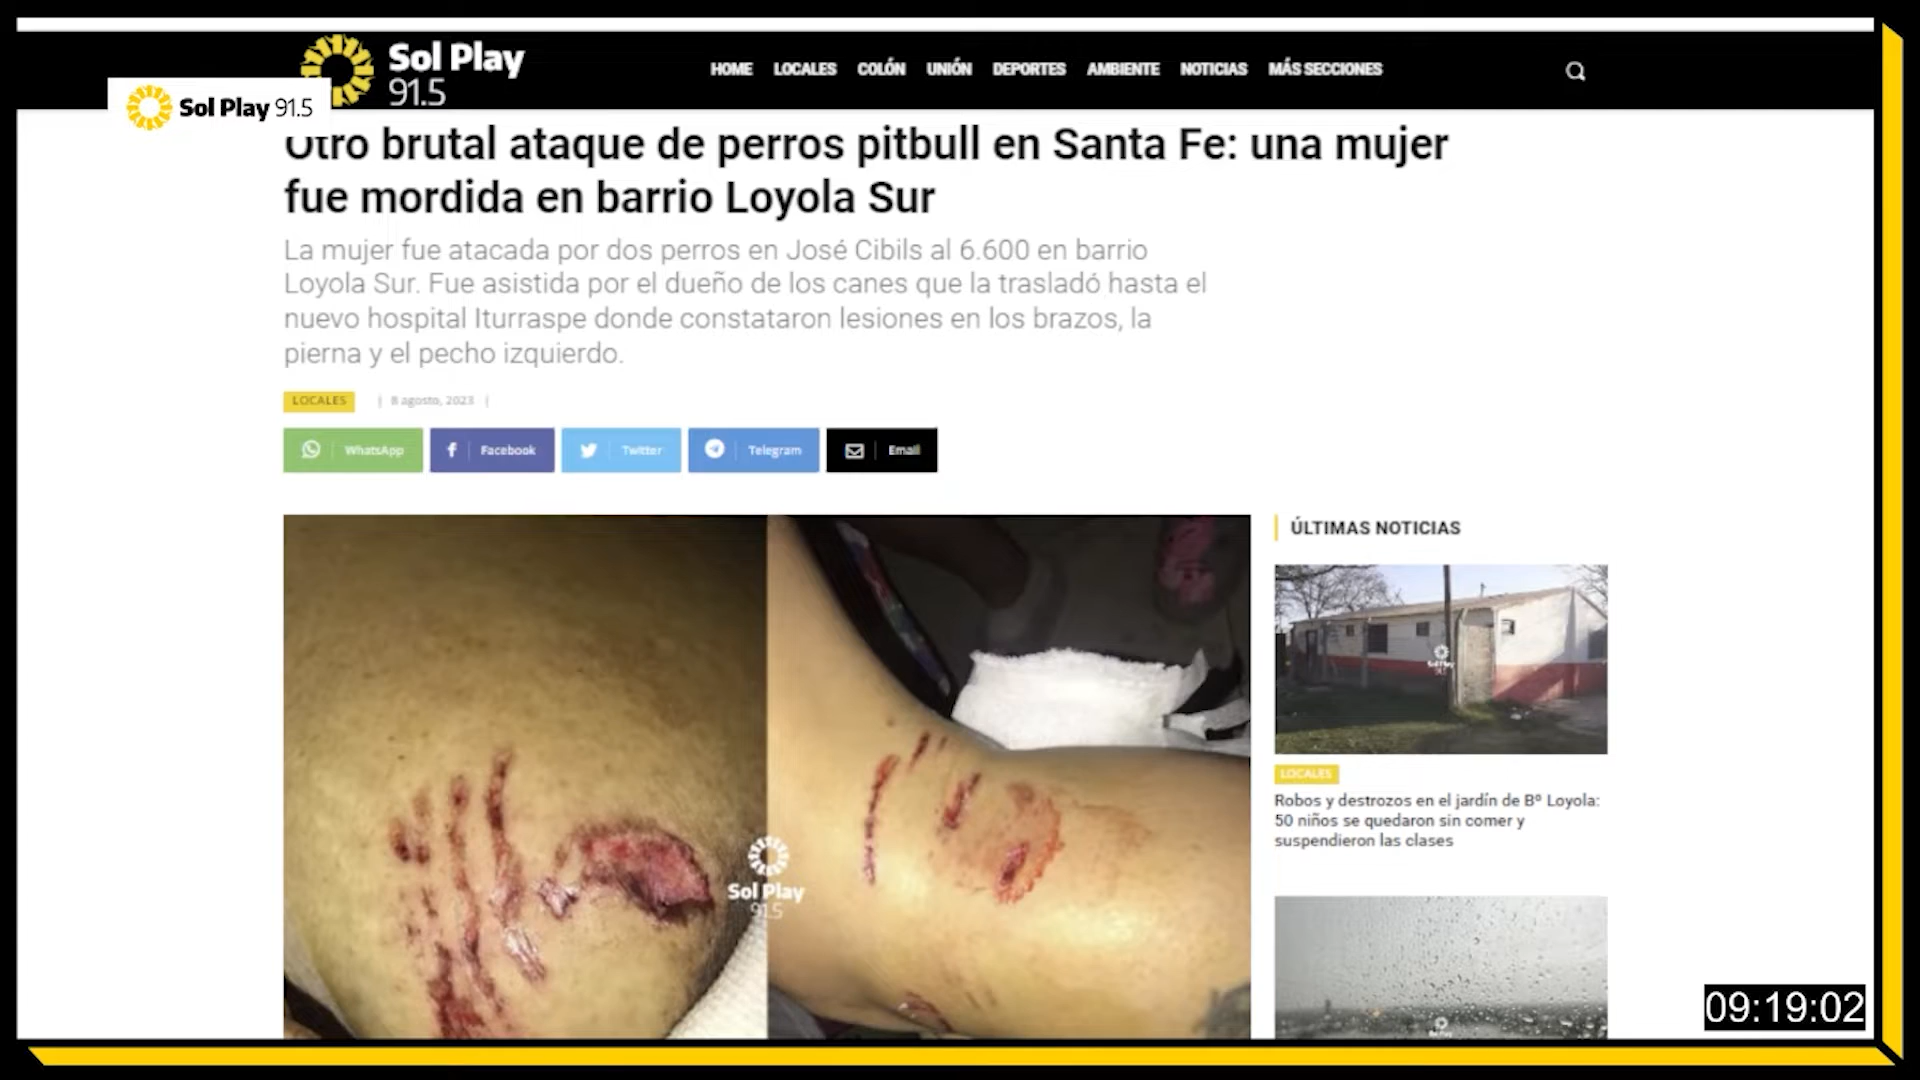 Sol Play
91.5
HOME LOCALES COLÓN UNIÓN DEPORTES AMBIENTE NOTICIAS MÁS SECCIONES
Sol Play 91.5
Otro brutal ataque de perros pitbull en Santa Fe: una mujer
fue mordida en barrio Loyola Sur
La mujer fue atacada por dos perros en José Cibils al 6.600 en barrio
Loyola Sur. Fue asistida por el dueño de los canes que la trasladó hasta el
nuevo hospital Iturraspe donde constataron lesiones en los brazos, la
pierna y el pecho izquierdo.
LOCALES | 8 agosto, 2023 |
WhatsApp Facebook Twitter Telegram Email
ÚLTIMAS NOTICIAS
Sol Play
91.5
LOCALES
Robos y destrozos en el jardín de Bº Loyola:
50 niños se quedaron sin comer y
suspendieron las clases
Sol Play
91.5
09:19:02